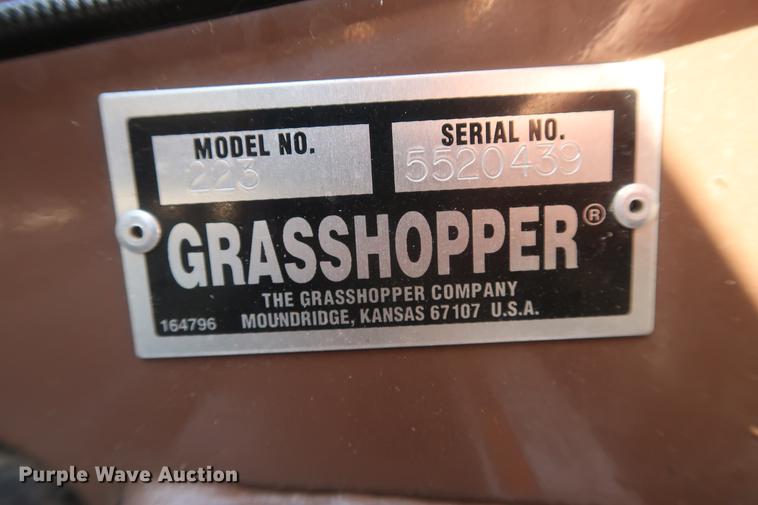 MODEL NO.
223
SERIAL NO.
5520439
GRASSHOPPER®
THE GRASSHOPPER COMPANY
MOUNDRIDGE, KANSAS 67107 U.S.A.
164796
Purple Wave Auction